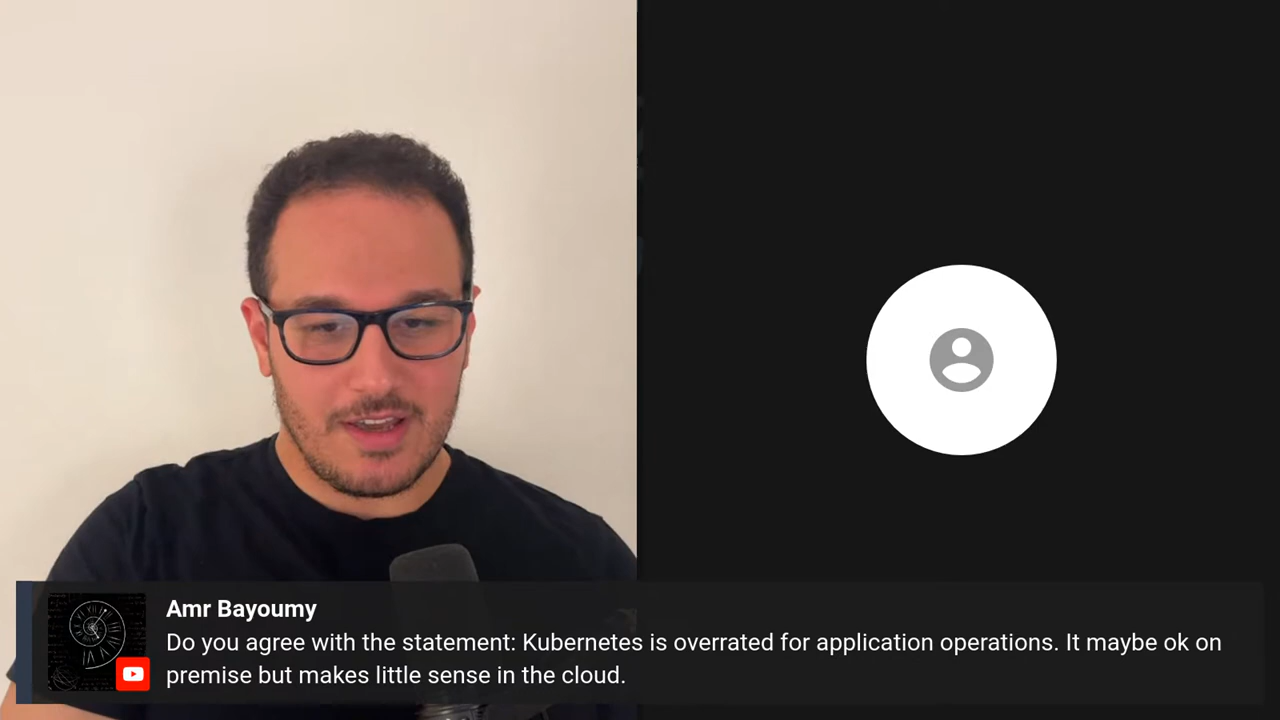 Amr Bayoumy
Do you agree with the statement: Kubernetes is overrated for application operations. It maybe ok on
premise but makes little sense in the cloud.